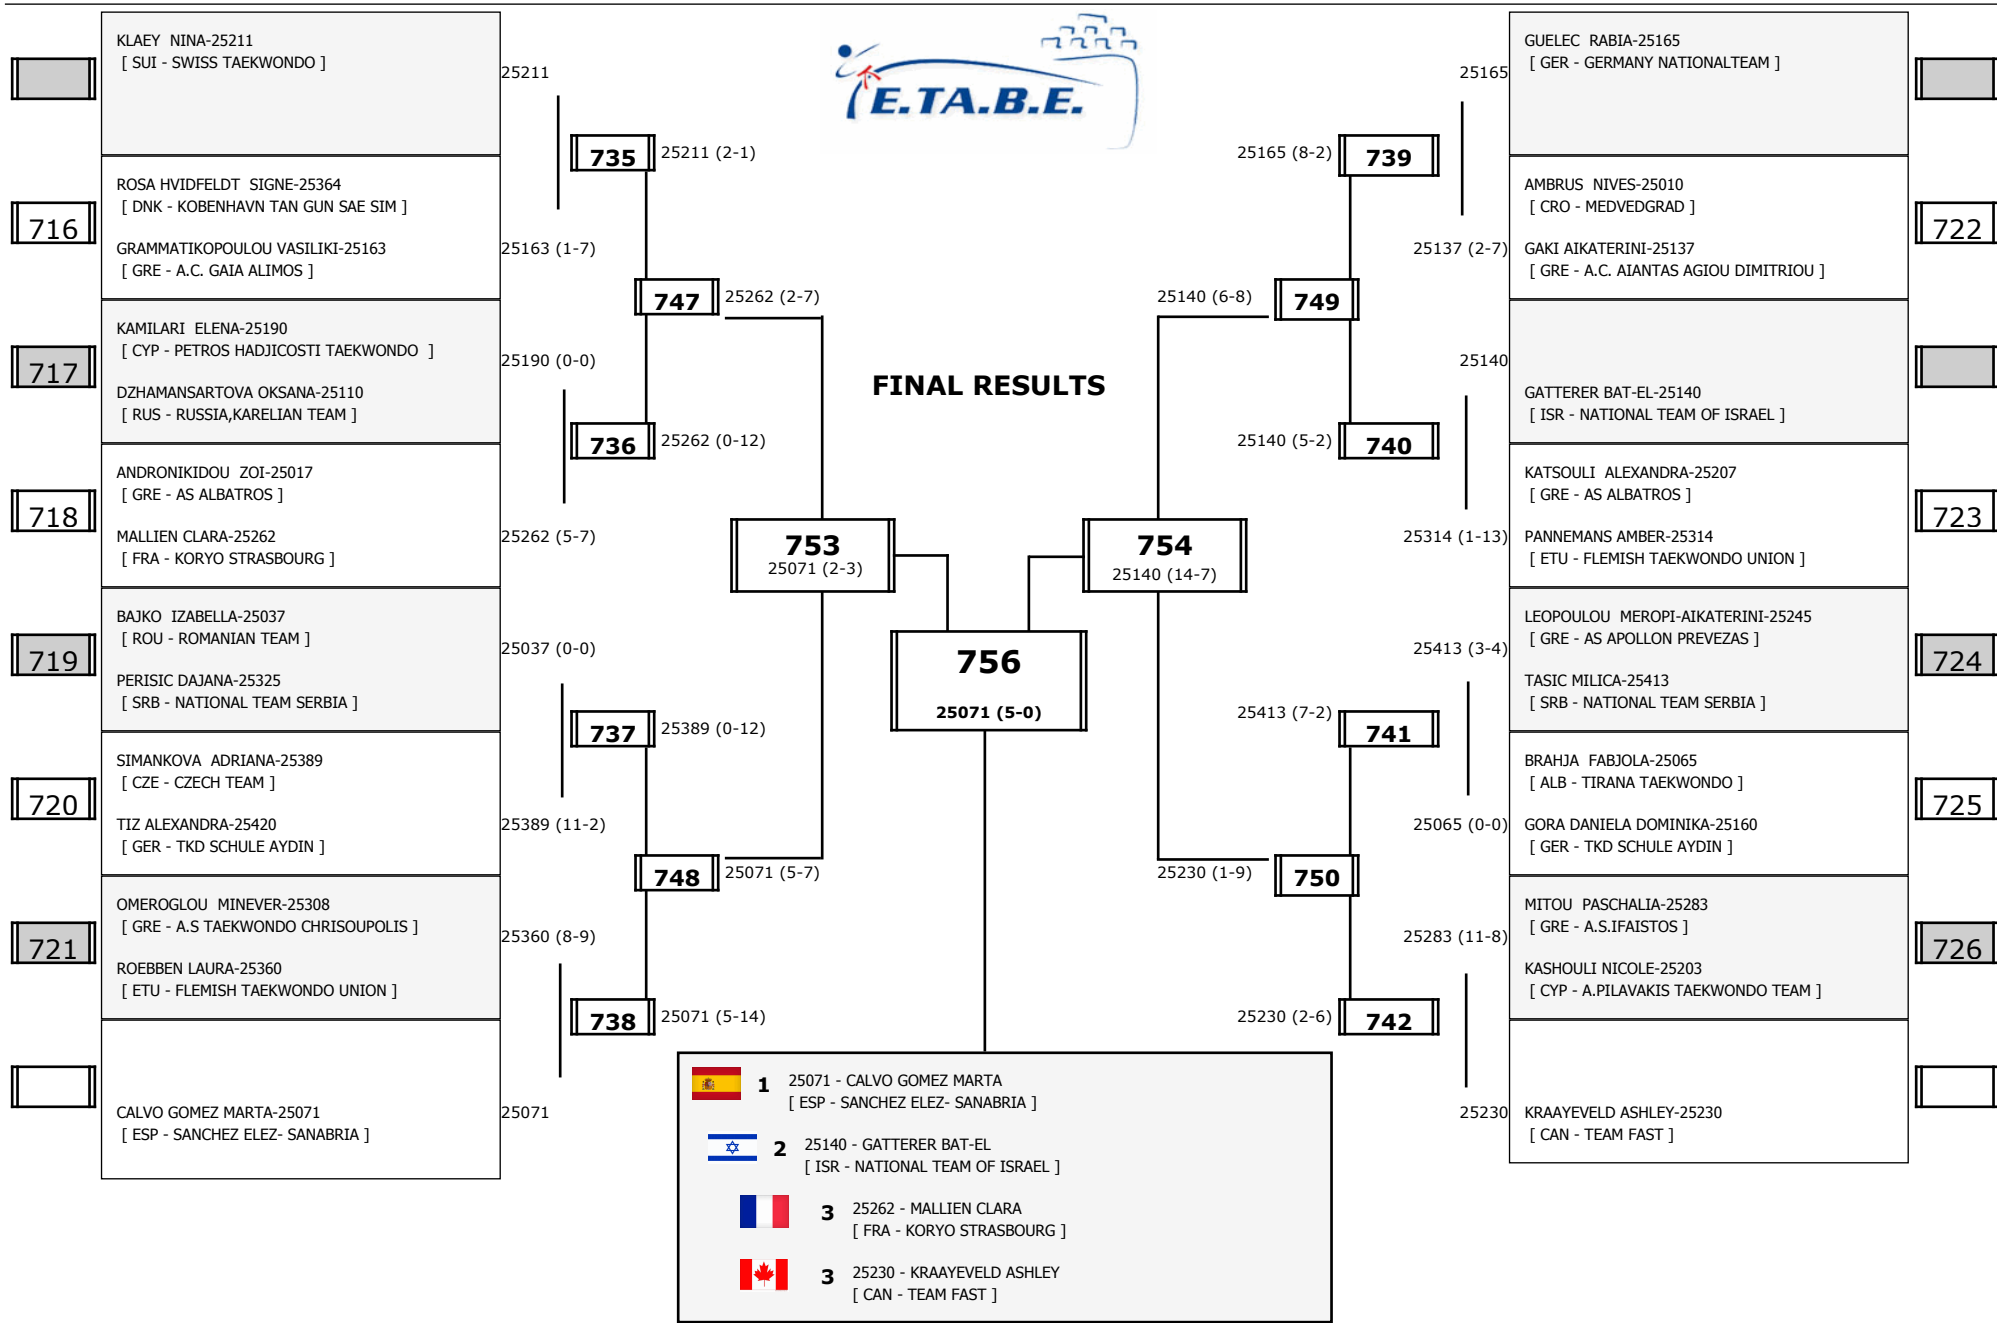 KLAEY  NINA-25211
[ SUI - SWISS TAEKWONDO ]
25211
716
ROSA HVIDFELDT  SIGNE-25364
[ DNK - KOBENHAVN TAN GUN SAE SIM ]
GRAMMATIKOPOULOU VASILIKI-25163
[ GRE - A.C. GAIA ALIMOS ]
25163 (1-7)
717
KAMILARI  ELENA-25190
[ CYP - PETROS HADJICOSTI TAEKWONDO  ]
25190 (0-0)
DZHAMANSARTOVA OKSANA-25110
[ RUS - RUSSIA,KARELIAN TEAM ]
718
ANDRONIKIDOU  ZOI-25017
[ GRE - AS ALBATROS ]
MALLIEN CLARA-25262
[ FRA - KORYO STRASBOURG ]
25262 (5-7)
719
BAJKO  IZABELLA-25037
[ ROU - ROMANIAN TEAM ]
25037 (0-0)
PERISIC DAJANA-25325
[ SRB - NATIONAL TEAM SERBIA ]
720
SIMANKOVA  ADRIANA-25389
[ CZE - CZECH TEAM ]
TIZ ALEXANDRA-25420
[ GER - TKD SCHULE AYDIN ]
25389 (11-2)
721
OMEROGLOU  MINEVER-25308
[ GRE - A.S TAEKWONDO CHRISOUPOLIS ]
25360 (8-9)
ROEBBEN LAURA-25360
[ ETU - FLEMISH TAEKWONDO UNION ]
CALVO GOMEZ MARTA-25071
[ ESP - SANCHEZ ELEZ- SANABRIA ]
25071
735
25211 (2-1)
736
25262 (0-12)
737
25389 (0-12)
738
25071 (5-14)
747
25262 (2-7)
748
25071 (5-7)
E.TA.B.E.
FINAL RESULTS
753
25071 (2-3)
754
25140 (14-7)
756
25071 (5-0)
25140 (6-8)
749
25230 (1-9)
750
25165 (8-2)
739
25140 (5-2)
740
25413 (7-2)
741
25230 (2-6)
742
25165
GUELEC  RABIA-25165
[ GER - GERMANY NATIONALTEAM ]
AMBRUS  NIVES-25010
[ CRO - MEDVEDGRAD ]
722
25137 (2-7)
GAKI AIKATERINI-25137
[ GRE - A.C. AIANTAS AGIOU DIMITRIOU ]
25140
GATTERER BAT-EL-25140
[ ISR - NATIONAL TEAM OF ISRAEL ]
KATSOULI  ALEXANDRA-25207
[ GRE - AS ALBATROS ]
723
25314 (1-13)
PANNEMANS AMBER-25314
[ ETU - FLEMISH TAEKWONDO UNION ]
LEOPOULOU  MEROPI-AIKATERINI-25245
[ GRE - AS APOLLON PREVEZAS ]
25413 (3-4)
724
TASIC MILICA-25413
[ SRB - NATIONAL TEAM SERBIA ]
BRAHJA  FABJOLA-25065
[ ALB - TIRANA TAEKWONDO ]
725
25065 (0-0)
GORA DANIELA DOMINIKA-25160
[ GER - TKD SCHULE AYDIN ]
MITOU  PASCHALIA-25283
[ GRE - A.S.IFAISTOS ]
25283 (11-8)
726
KASHOULI NICOLE-25203
[ CYP - A.PILAVAKIS TAEKWONDO TEAM ]
25230
KRAAYEVELD ASHLEY-25230
[ CAN - TEAM FAST ]
1 25071 - CALVO GOMEZ MARTA
[ ESP - SANCHEZ ELEZ- SANABRIA ]
2 25140 - GATTERER BAT-EL
[ ISR - NATIONAL TEAM OF ISRAEL ]
3 25262 - MALLIEN CLARA
[ FRA - KORYO STRASBOURG ]
3 25230 - KRAAYEVELD ASHLEY
[ CAN - TEAM FAST ]